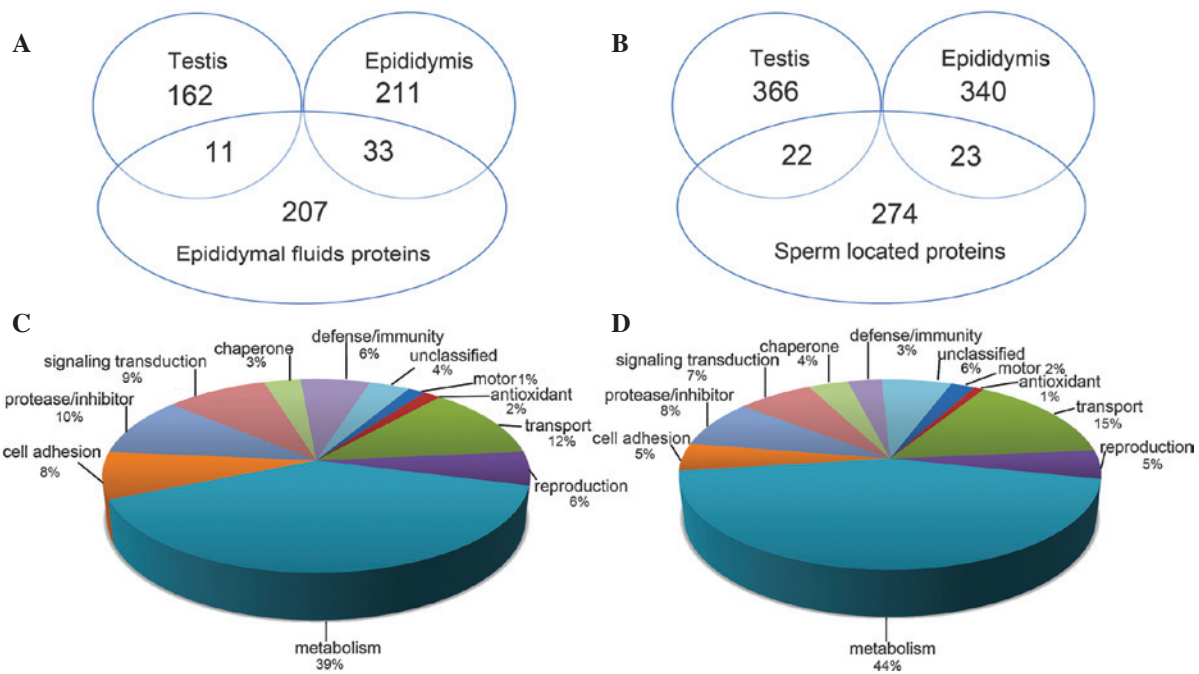 A
Testis
162
Epididymis
211
11
33
207
Epididymal fluids proteins
B
Testis
366
Epididymis
340
22
23
274
Sperm located proteins
C
defense/immunity
6%
chaperone
3%
unclassified
4%
signaling transduction
9%
motor 1%
antioxidant
2%
protease/inhibitor
10%
transport
12%
cell adhesion
8%
reproduction
6%
metabolism
39%
D
defense/immunity
3%
chaperone
4%
unclassified
6%
signaling transduction
7%
motor 2%
antioxidant
1%
protease/inhibitor
8%
transport
15%
cell adhesion
5%
reproduction
5%
metabolism
44%